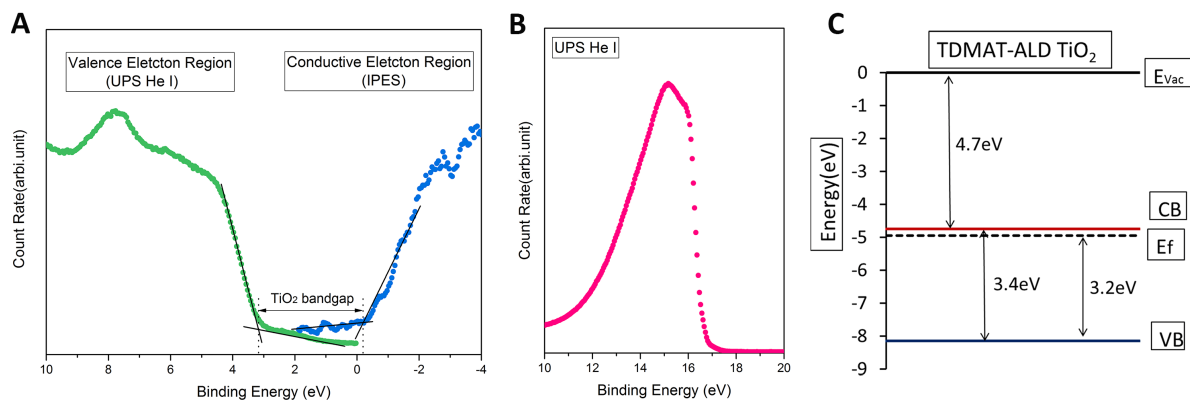 A
Valence Eletcton Region
(UPS He I)
Conductive Eletcton Region
(IPES)
Count Rate(arbi.unit)
TiO₂ bandgap
10 8 6 4 2 0 -2 -4
Binding Energy (eV)
B
UPS He I
Count Rate(arbi.unit)
10 12 14 16 18 20
Binding Energy (eV)
C
TDMAT-ALD TiO₂
Energy(eV)
0
-1
-2
-3
-4
-5
-6
-7
-8
-9
EVac
4.7eV
CB
Ef
3.4eV
3.2eV
VB